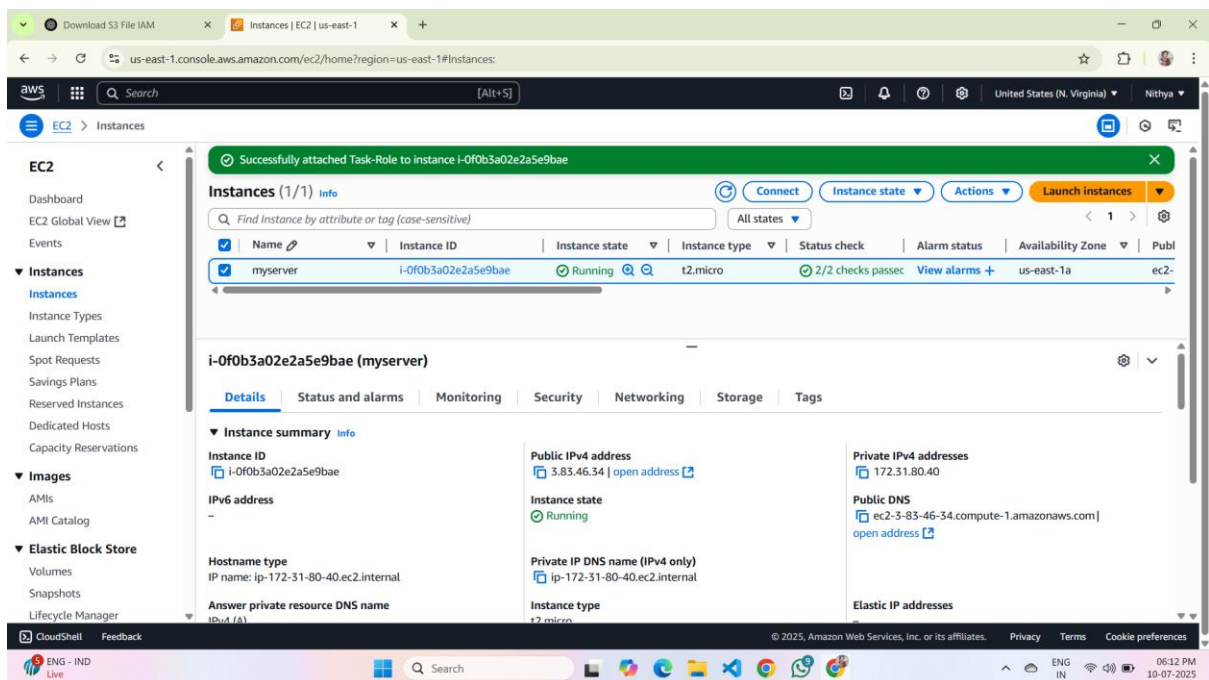 Download S3 File IAM
Instances | EC2 | us-east-1
us-east-1.console.aws.amazon.com/ec2/home?region=us-east-1#Instances:
aws
Search
[Alt+S]
United States (N. Virginia)
Nithya
EC2 > Instances
EC2
Dashboard
EC2 Global View
Events
Instances
Instances
Instance Types
Launch Templates
Spot Requests
Savings Plans
Reserved Instances
Dedicated Hosts
Capacity Reservations
Images
AMIs
AMI Catalog
Elastic Block Store
Volumes
Snapshots
Lifecycle Manager
Successfully attached Task-Role to instance i-0f0b3a02e2a5e9bae
Instances (1/1) Info
Connect
Instance state
Actions
Launch instances
Find Instance by attribute or tag (case-sensitive)
All states
1
Name Instance ID Instance state Instance type Status check Alarm status Availability Zone Publ
myserver i-0f0b3a02e2a5e9bae Running t2.micro 2/2 checks passec View alarms + us-east-1a ec2-
i-0f0b3a02e2a5e9bae (myserver)
Details Status and alarms Monitoring Security Networking Storage Tags
Instance summary Info
Instance ID
i-0f0b3a02e2a5e9bae
Public IPv4 address
3.83.46.34 | open address
Private IPv4 addresses
172.31.80.40
IPv6 address
–
Instance state
Running
Public DNS
ec2-3-83-46-34.compute-1.amazonaws.com |
open address
Hostname type
IP name: ip-172-31-80-40.ec2.internal
Private IP DNS name (IPv4 only)
ip-172-31-80-40.ec2.internal
Answer private resource DNS name
IPv4 (A)
Instance type
t2.micro
Elastic IP addresses
–
CloudShell Feedback
© 2025, Amazon Web Services, Inc. or its affiliates. Privacy Terms Cookie preferences
5
ENG - IND
Live
Search
9
ENG
IN
06:12 PM
10-07-2025